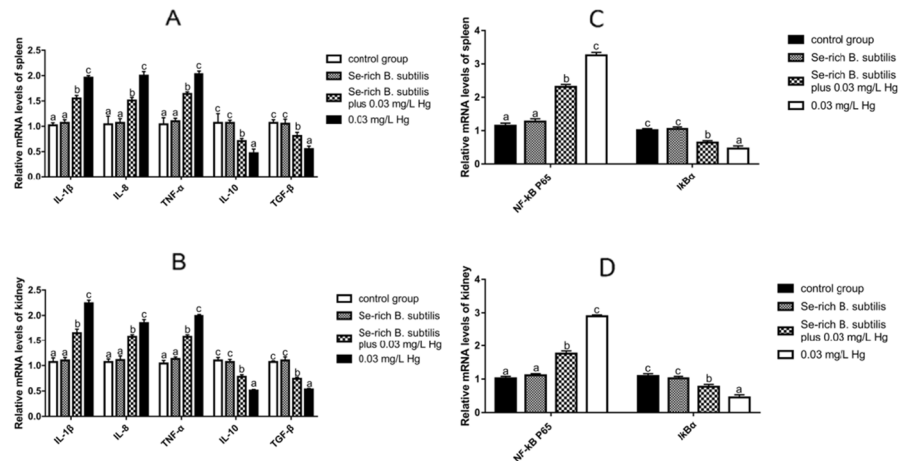 A
Relative mRNA levels of spleen
2.5
2.0
1.5
1.0
0.5
0.0
a a b c
a a b c
a a b c
c c b a
c c b a
IL-1β
IL-8
TNF-α
IL-10
TGF-β
control group
Se-rich B. subtilis
Se-rich B. subtilis
plus 0.03 mg/L Hg
0.03 mg/L Hg
C
Relative mRNA levels of spleen
4
3
2
1
0
a a b c
c c b a
NF-kB P65
IkBα
control group
Se-rich B. subtilis
Se-rich B. subtilis
plus 0.03 mg/L Hg
0.03 mg/L Hg
B
Relative mRNA levels of kidney
2.5
2.0
1.5
1.0
0.5
0.0
a a b c
a a b c
a a b c
c c b a
c c b a
IL-1β
IL-8
TNF-α
IL-10
TGF-β
control group
Se-rich B. subtilis
Se-rich B. subtilis
plus 0.03 mg/L Hg
0.03 mg/L Hg
D
Relative mRNA levels of kidney
4
3
2
1
0
a a b c
c c b a
NF-kB P65
IkBα
control group
Se-rich B. subtilis
Se-rich B. subtilis
plus 0.03 mg/L Hg
0.03 mg/L Hg